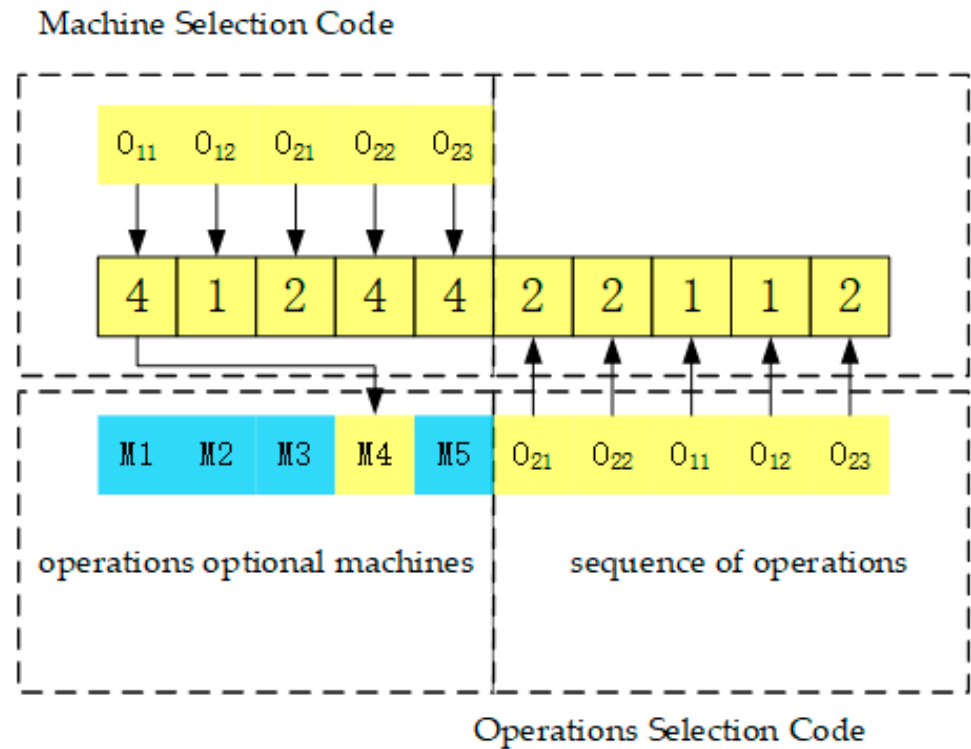 Machine Selection Code
O₁₁ O₁₂ O₂₁ O₂₂ O₂₃
4 1 2 4 4 2 2 1 1 2
M1 M2 M3 M4 M5 O₂₁ O₂₂ O₁₁ O₁₂ O₂₃
operations optional machines sequence of operations
Operations Selection Code